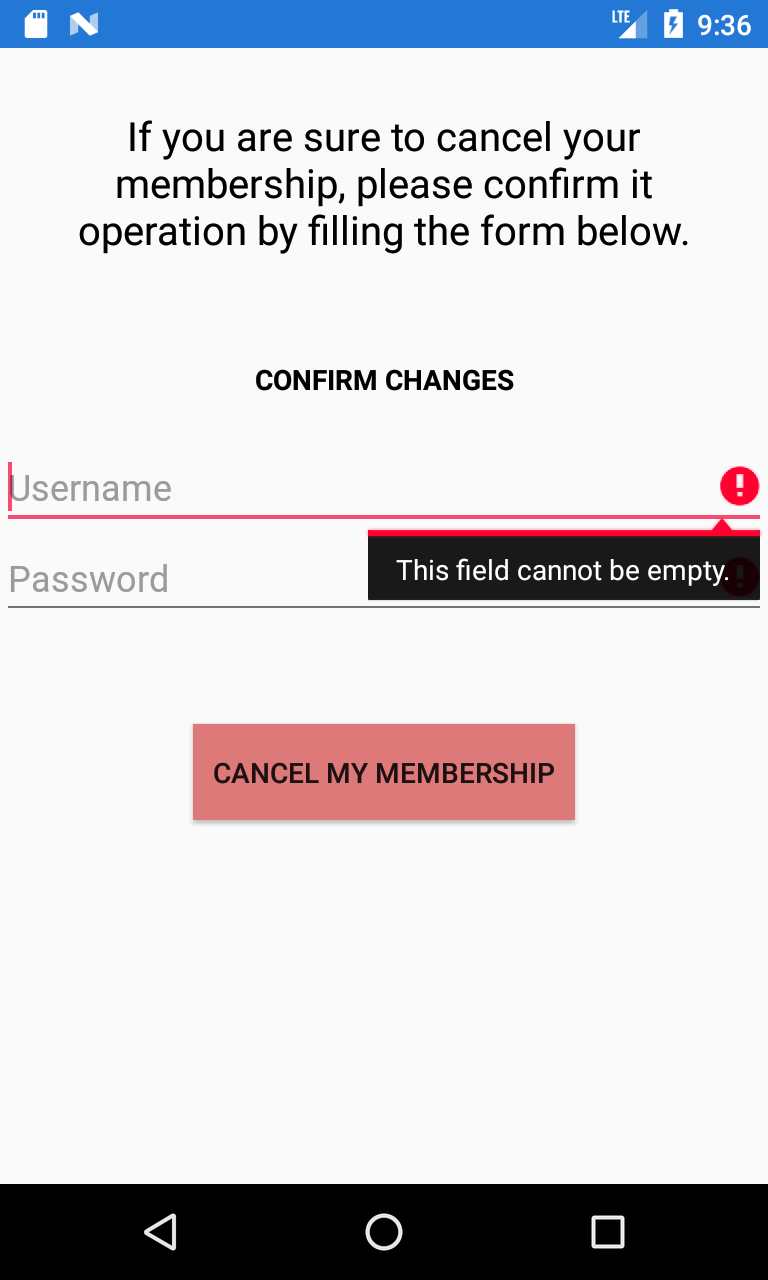 LTE 9:36
If you are sure to cancel your
membership, please confirm it
operation by filling the form below.
CONFIRM CHANGES
Username
This field cannot be empty.
Password
CANCEL MY MEMBERSHIP